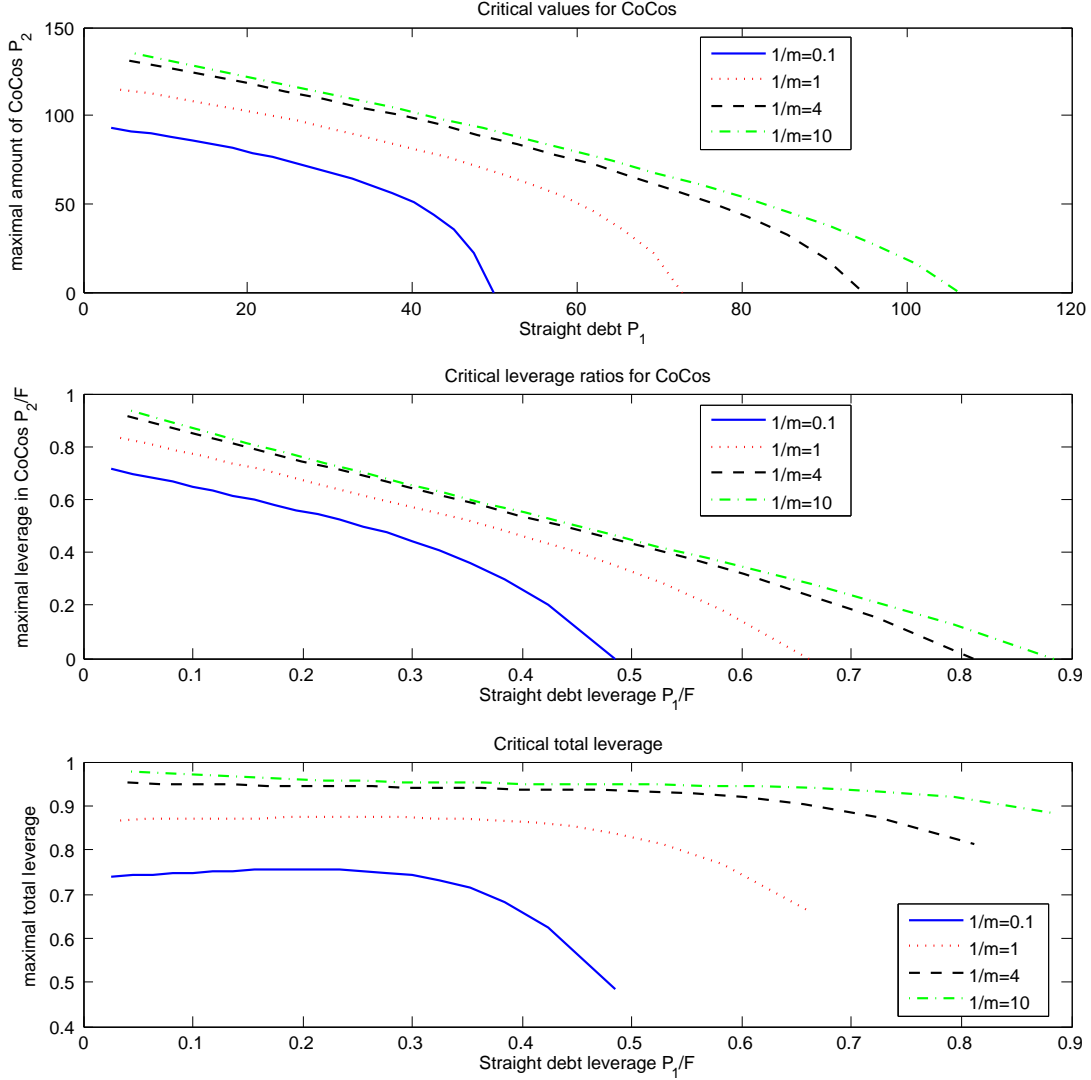 Critical values for CoCos
maximal amount of CoCos P_2
150
100
50
0
0 20 40 60 80 100 120
Straight debt P_1
1/m=0.1
1/m=1
1/m=4
1/m=10
Critical leverage ratios for CoCos
maximal leverage in CoCos P_2/F
1
0.8
0.6
0.4
0.2
0
0 0.1 0.2 0.3 0.4 0.5 0.6 0.7 0.8 0.9
Straight debt leverage P_1/F
1/m=0.1
1/m=1
1/m=4
1/m=10
Critical total leverage
maximal total leverage
1
0.9
0.8
0.7
0.6
0.5
0.4
0 0.1 0.2 0.3 0.4 0.5 0.6 0.7 0.8 0.9
Straight debt leverage P_1/F
1/m=0.1
1/m=1
1/m=4
1/m=10